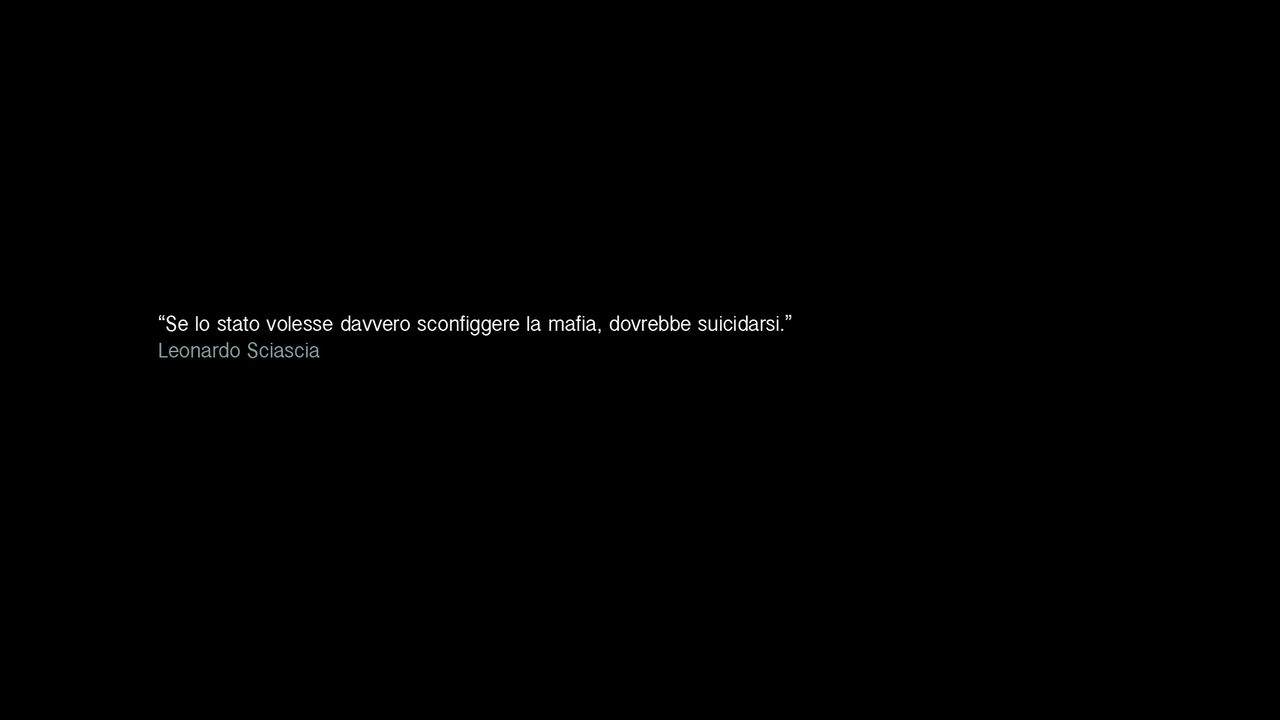 “Se lo stato volesse davvero sconfiggere la mafia, dovrebbe suicidarsi.”
Leonardo Sciascia